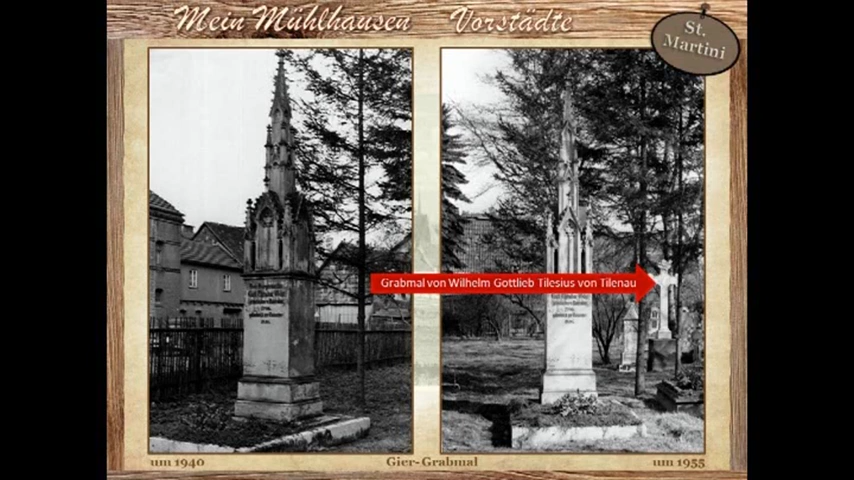 Mein Mühlhausen Vorstädte
St.
Martini
Grabmal von Wilhelm Gottlieb Tilesius von Tilenau
um 1940 Gier-Grabmal um 1955